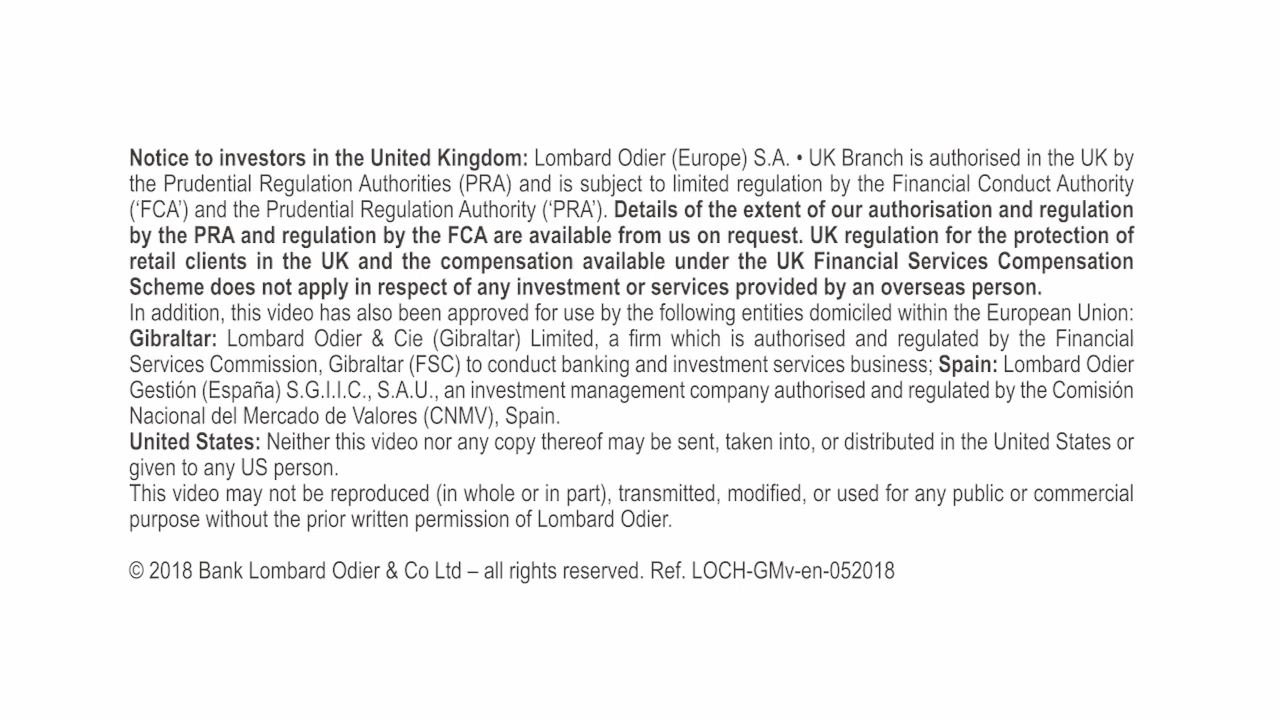 Notice to investors in the United Kingdom: Lombard Odier (Europe) S.A. • UK Branch is authorised in the UK by
the Prudential Regulation Authorities (PRA) and is subject to limited regulation by the Financial Conduct Authority
(‘FCA’) and the Prudential Regulation Authority (‘PRA’). Details of the extent of our authorisation and regulation
by the PRA and regulation by the FCA are available from us on request. UK regulation for the protection of
retail clients in the UK and the compensation available under the UK Financial Services Compensation
Scheme does not apply in respect of any investment or services provided by an overseas person.
In addition, this video has also been approved for use by the following entities domiciled within the European Union:
Gibraltar: Lombard Odier & Cie (Gibraltar) Limited, a firm which is authorised and regulated by the Financial
Services Commission, Gibraltar (FSC) to conduct banking and investment services business; Spain: Lombard Odier
Gestión (España) S.G.I.I.C., S.A.U., an investment management company authorised and regulated by the Comisión
Nacional del Mercado de Valores (CNMV), Spain.
United States: Neither this video nor any copy thereof may be sent, taken into, or distributed in the United States or
given to any US person.
This video may not be reproduced (in whole or in part), transmitted, modified, or used for any public or commercial
purpose without the prior written permission of Lombard Odier.
© 2018 Bank Lombard Odier & Co Ltd – all rights reserved. Ref. LOCH-GMv-en-052018